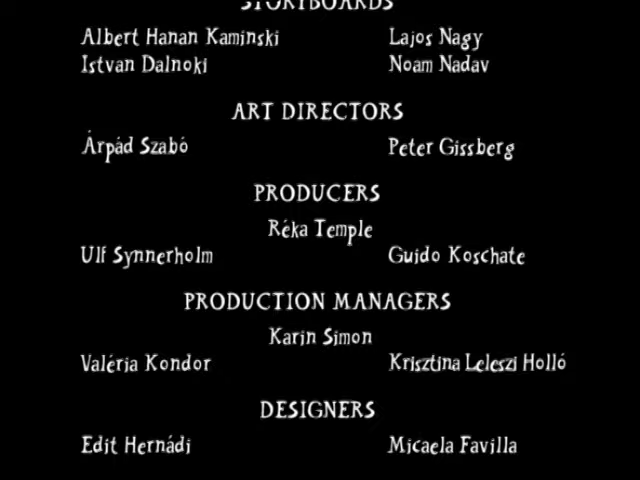 STORYBOARDS
Albert Hanan Kaminski Lajos Nagy
Istvan Dalnoki Noam Nadav
ART DIRECTORS
Árpád Szabó Peter Gissberg
PRODUCERS
Réka Temple
Ulf Synnerholm Guido Koschate
PRODUCTION MANAGERS
Karin Simon
Valéria Kondor Krisztina Leleszi Holló
DESIGNERS
Edit Hernádi Micaela Favilla